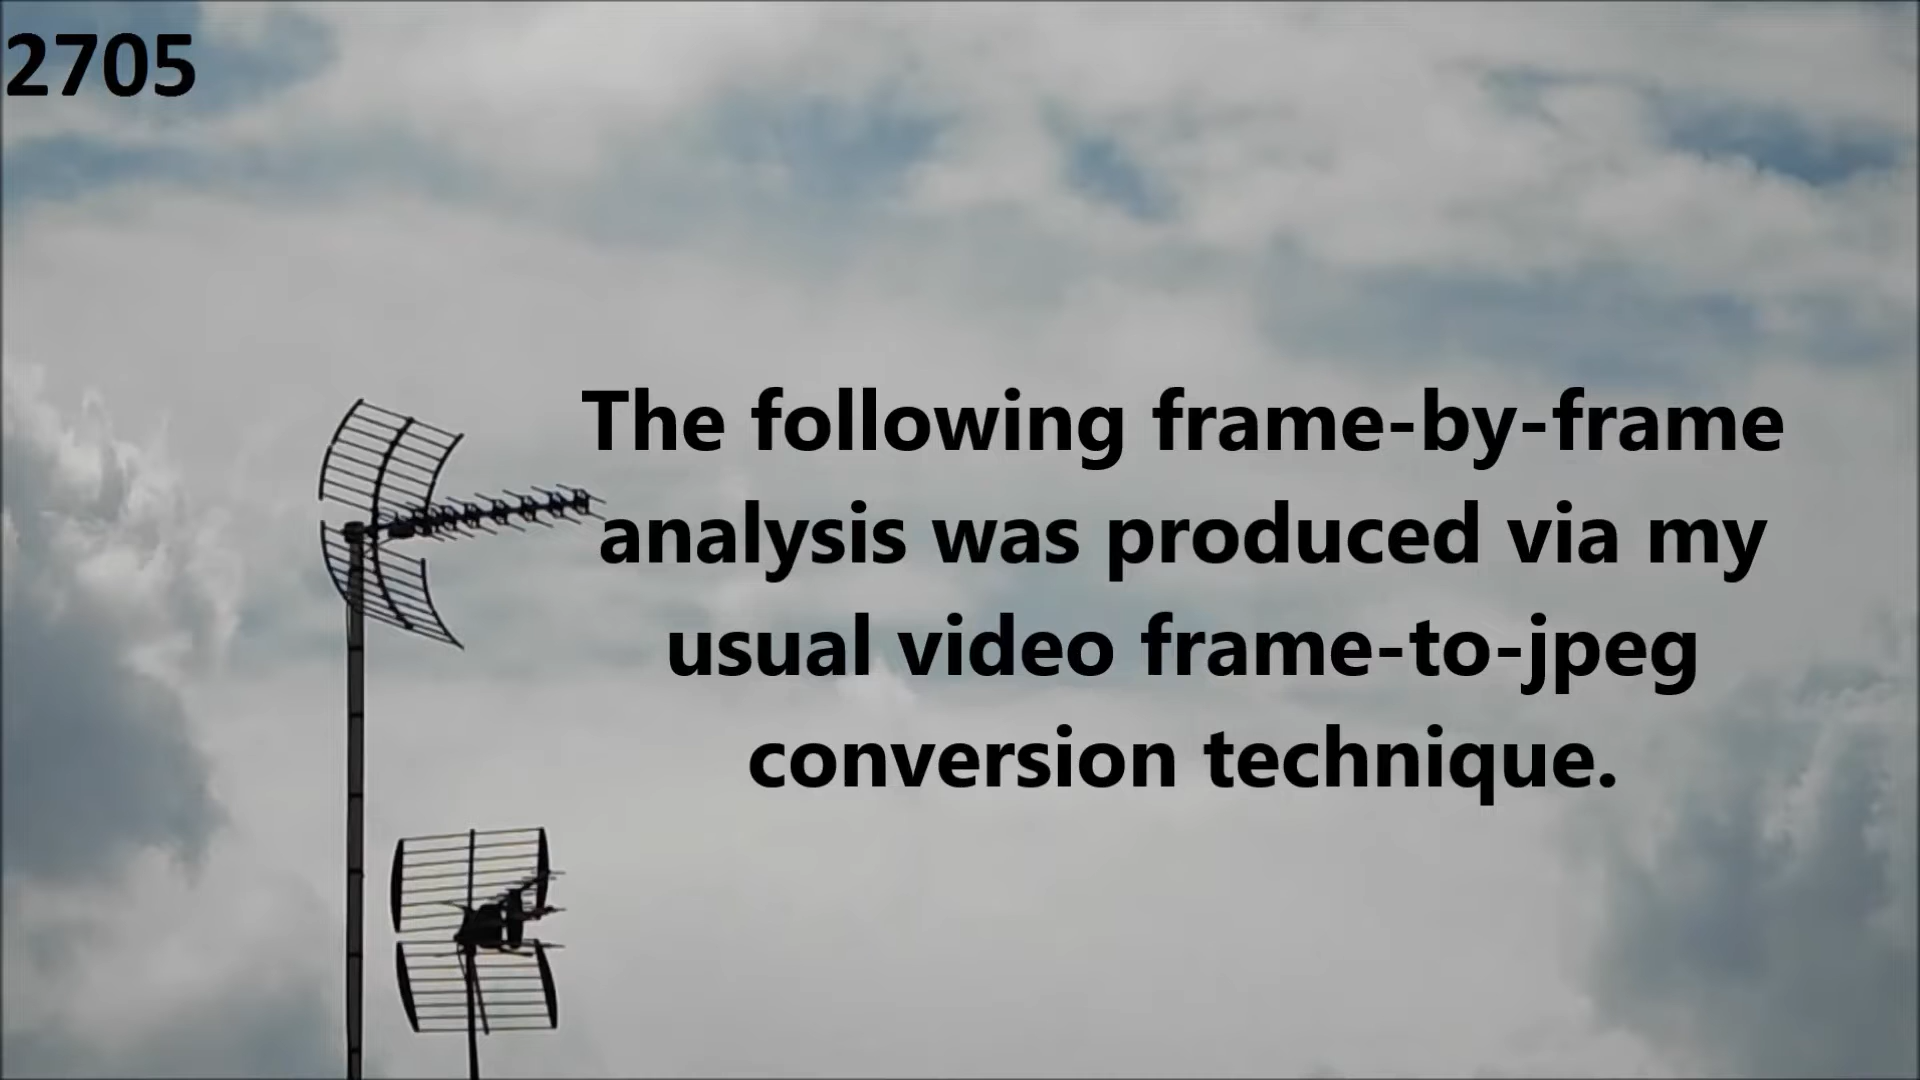 2705
The following frame-by-frame
analysis was produced via my
usual video frame-to-jpeg
conversion technique.